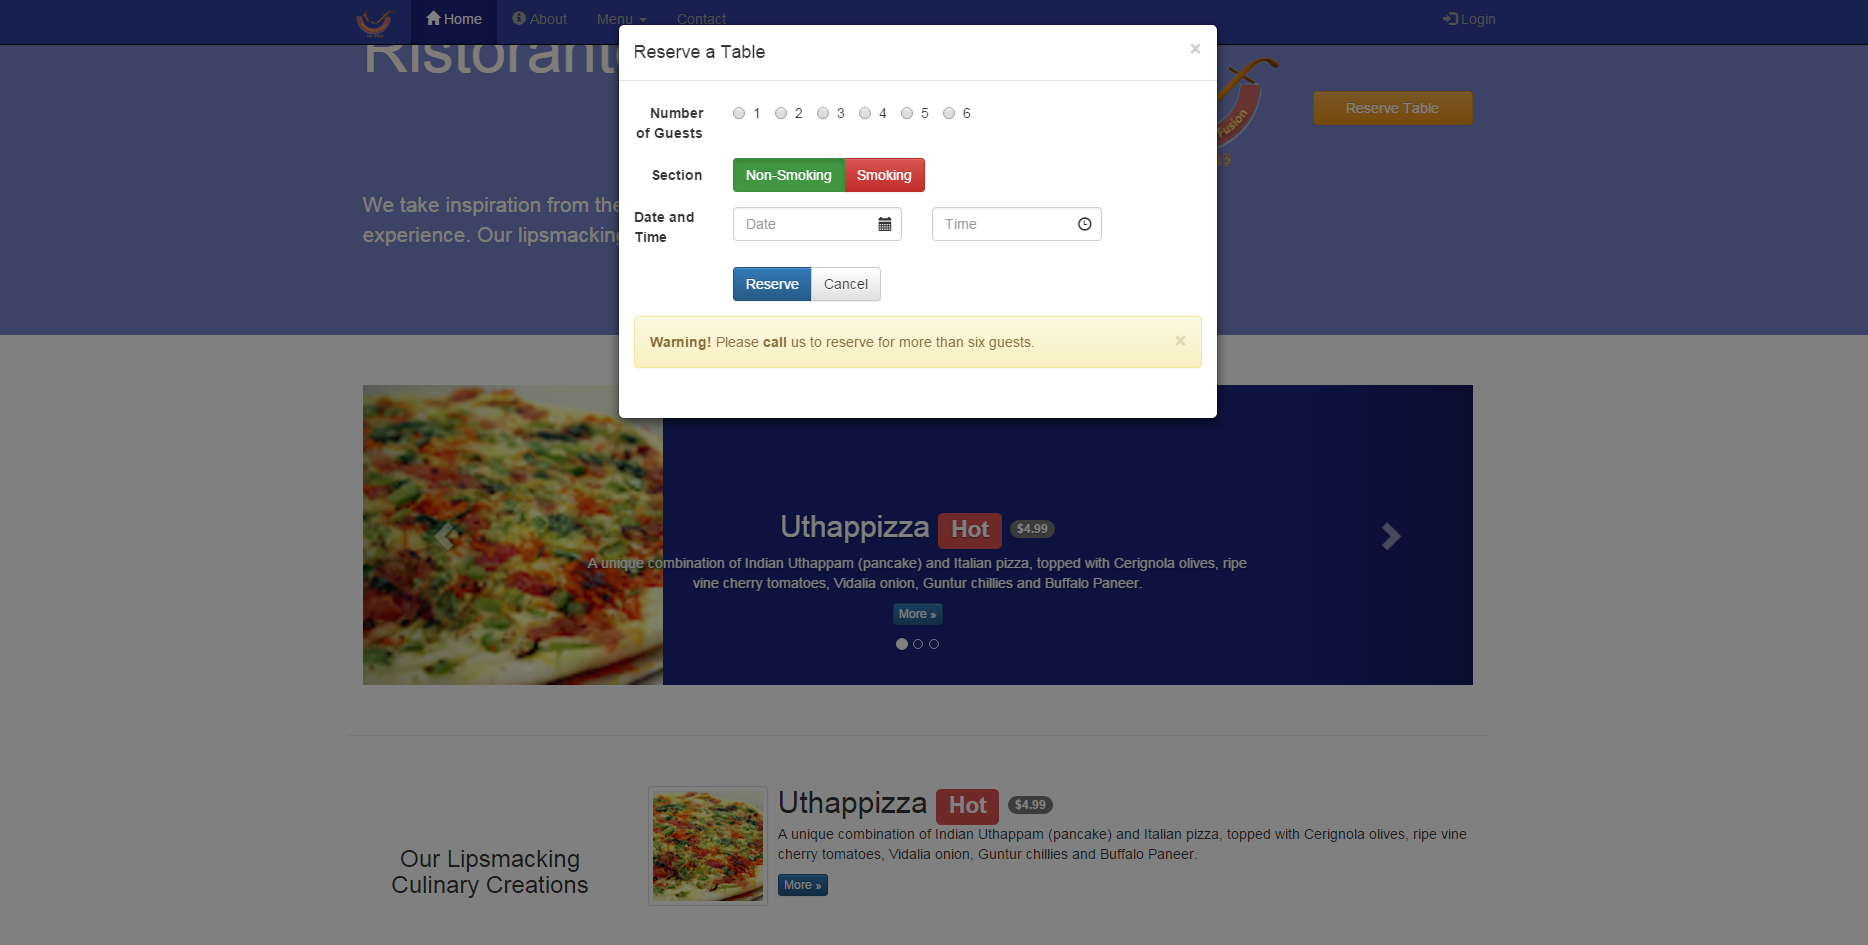 Home About Menu Contact Login
Reserve a Table ×
Number of Guests 1 2 3 4 5 6
Section Non-Smoking Smoking
Date and Time Date Time
Reserve Cancel
Warning! Please call us to reserve for more than six guests. ×
Fusion
Reserve Table
We take inspiration from the
experience. Our lipsmacking
Uthappizza Hot $4.99
A unique combination of Indian Uthappam (pancake) and Italian pizza, topped with Cerignola olives, ripe
vine cherry tomatoes, Vidalia onion, Guntur chillies and Buffalo Paneer.
More »
Our Lipsmacking
Culinary Creations
Uthappizza Hot $4.99
A unique combination of Indian Uthappam (pancake) and Italian pizza, topped with Cerignola olives, ripe vine
cherry tomatoes, Vidalia onion, Guntur chillies and Buffalo Paneer.
More »